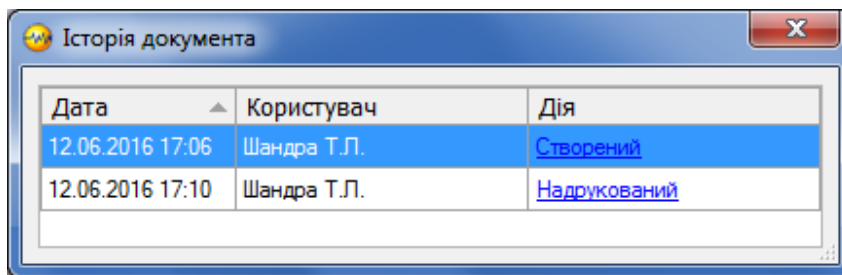 Історія документа
Дата Користувач Дія
12.06.2016 17:06 Шандра Т.П. Створений
12.06.2016 17:10 Шандра Т.П. Надрукований